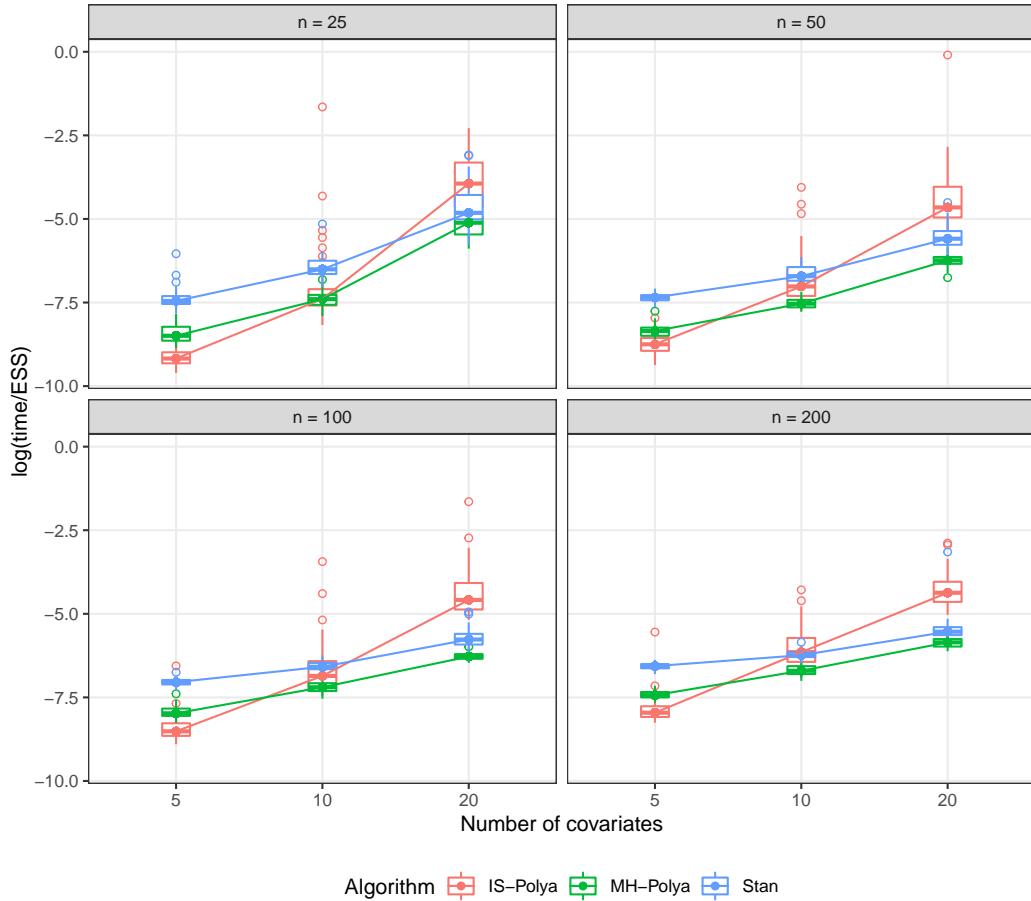 n = 25
n = 50
0.0
−2.5
−5.0
−7.5
−10.0
n = 100
n = 200
0.0
−2.5
−5.0
−7.5
−10.0
log(time/ESS)
5 10 20 5 10 20
Number of covariates
Algorithm IS−Polya MH−Polya Stan